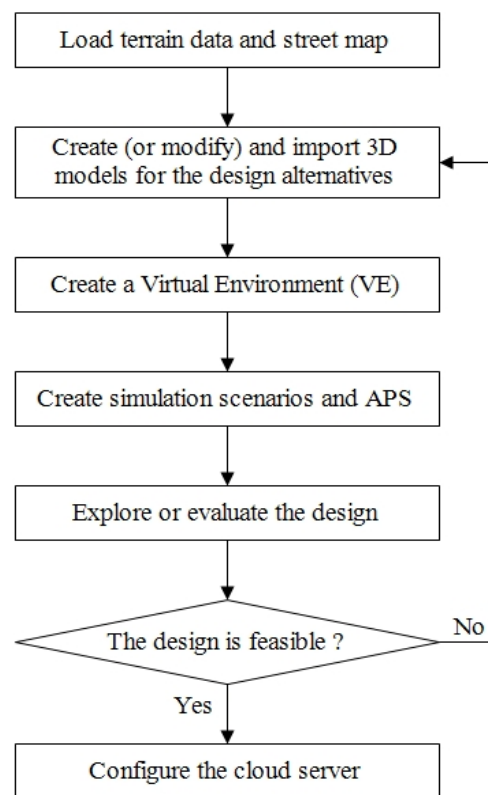 Load terrain data and street map
Create (or modify) and import 3D
models for the design alternatives
Create a Virtual Environment (VE)
Create simulation scenarios and APS
Explore or evaluate the design
The design is feasible ?
No
Yes
Configure the cloud server